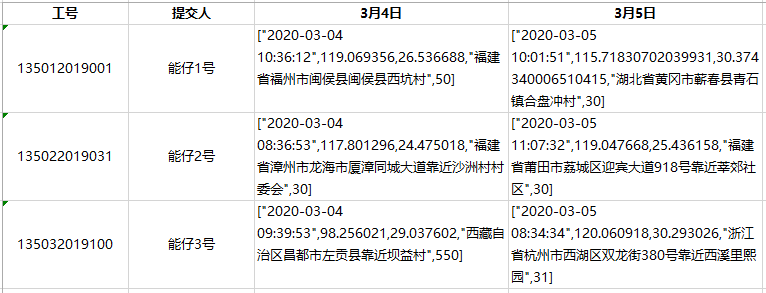 工号 提交人 3月4日 3月5日
["2020-03-04
10:36:12",119.069356,26.536688,"福建
省福州市闽侯县闽侯县西坑村",50]
["2020-03-05
10:01:51",115.71830702039931,30.374
340006510415,"湖北省黄冈市蕲春县青石
镇合盘冲村",30]
135012019001 能仔1号
["2020-03-04
08:36:53",117.801296,24.475018,"福建
省漳州市龙海市厦漳同城大道靠近沙洲村村
委会",30]
["2020-03-05
11:07:32",119.047668,25.436158,"福建
省莆田市荔城区迎宾大道918号靠近莘郊社
区",30]
135022019031 能仔2号
["2020-03-04
09:39:53",98.256021,29.037602,"西藏自
治区昌都市左贡县靠近坝益村",550]
["2020-03-05
08:34:34",120.060918,30.293026,"浙江
省杭州市西湖区双龙街380号靠近西溪里熙
园",31]
135032019100 能仔3号